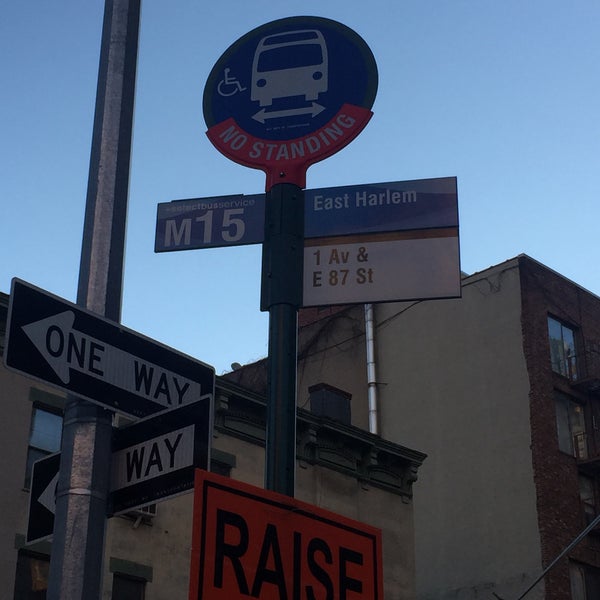 NO STANDING
+selectbusservice
M15
East Harlem
1 Av &
E 87 St
ONE WAY
WAY
RAISE